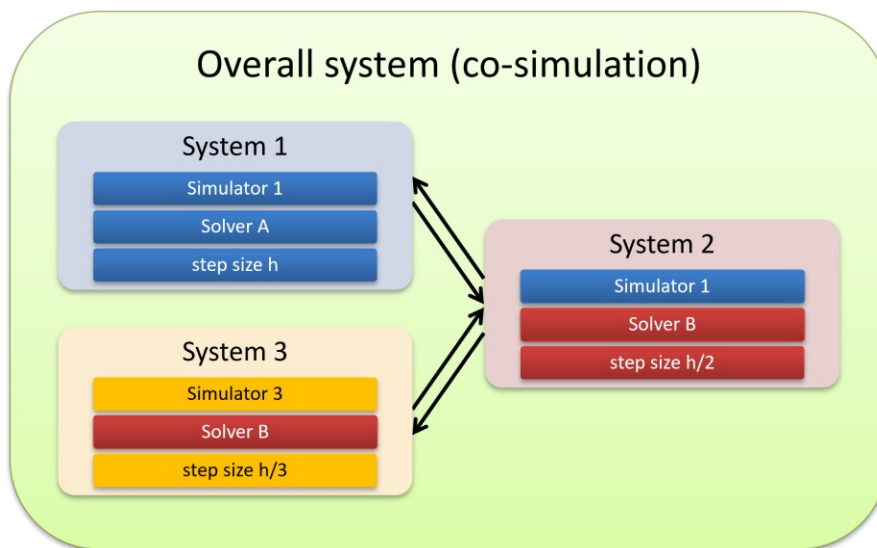 Overall system (co-simulation)
System 1
Simulator 1
Solver A
step size h
System 2
Simulator 1
Solver B
step size h/2
System 3
Simulator 3
Solver B
step size h/3